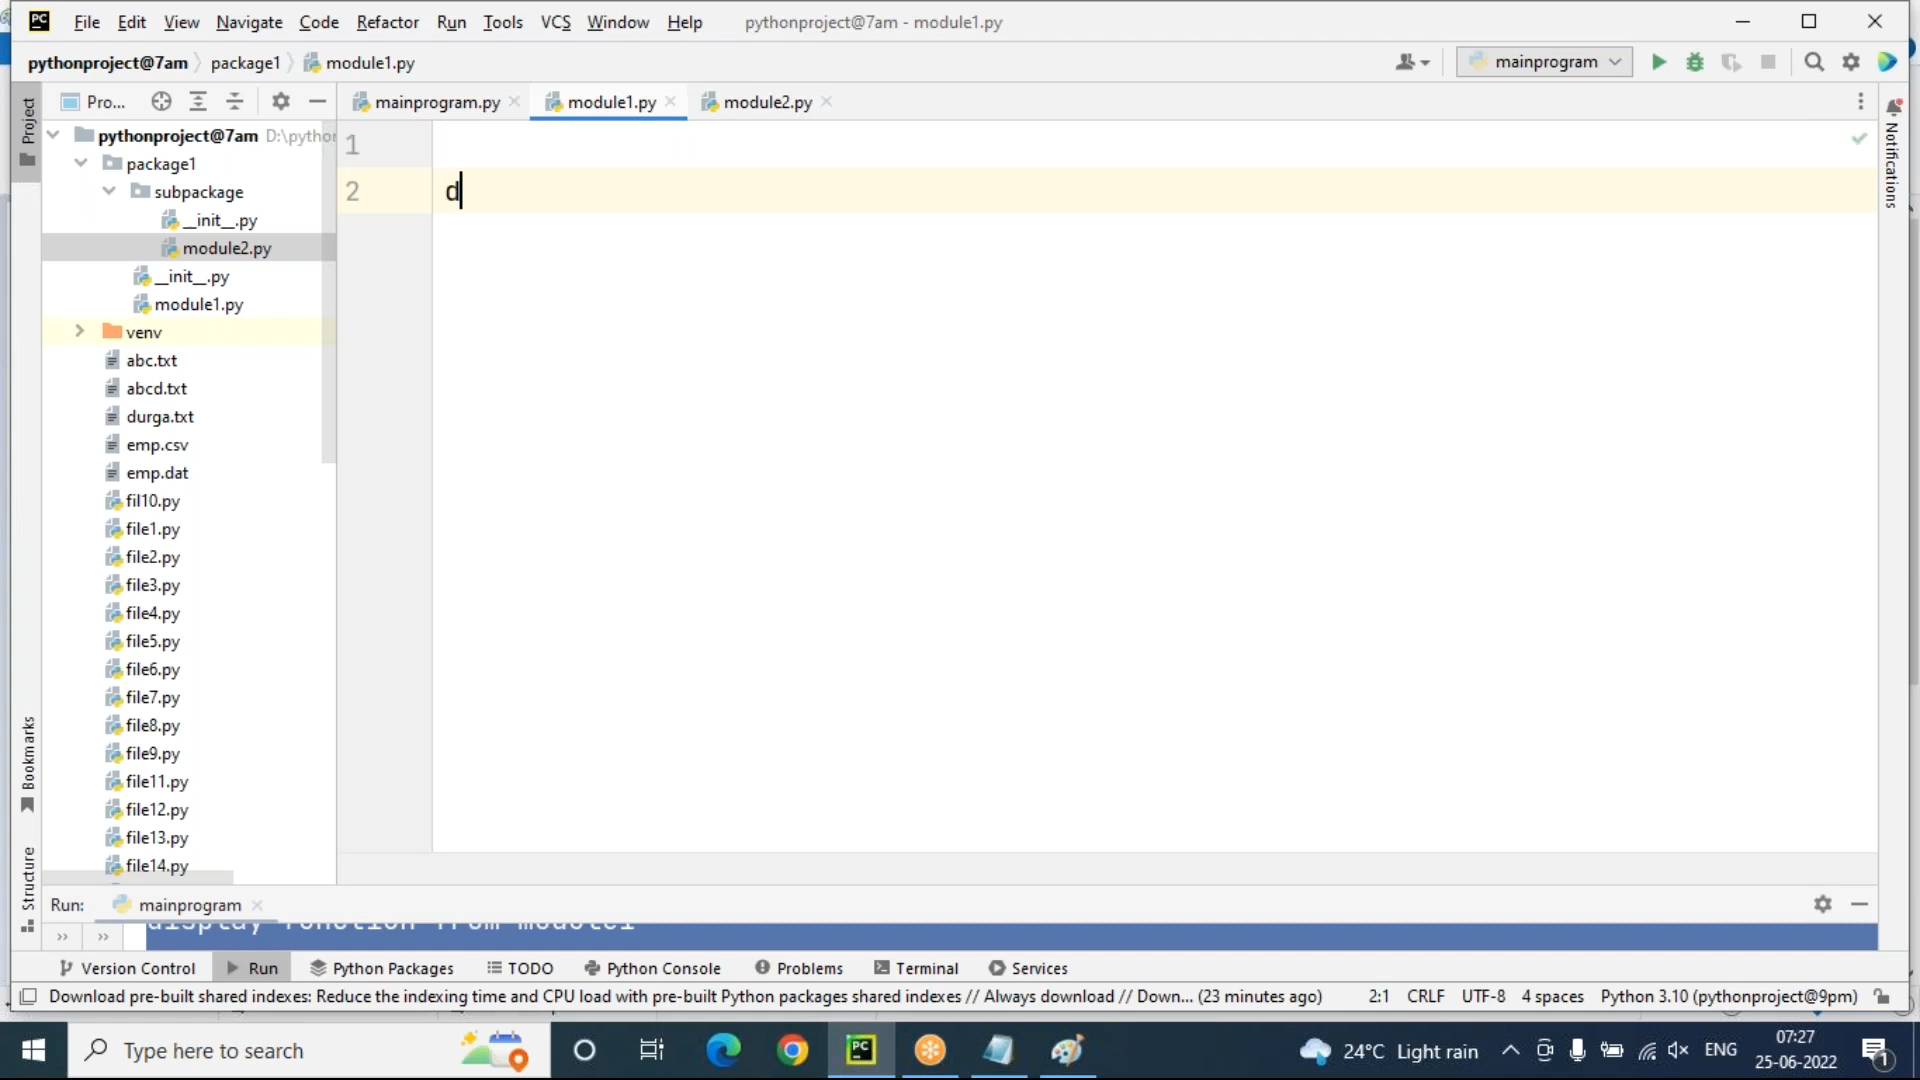 PC File Edit View Navigate Code Refactor Run Tools VCS Window Help pythonproject@7am - module1.py
pythonproject@7am package1 module1.py mainprogram
Project
Pro...
mainprogram.py module1.py module2.py
Notifications
pythonproject@7am D:\pytho
package1
subpackage
__init__.py
module2.py
__init__.py
module1.py
venv
abc.txt
abcd.txt
durga.txt
emp.csv
emp.dat
fil10.py
file1.py
file2.py
file3.py
file4.py
file5.py
file6.py
file7.py
file8.py
file9.py
file11.py
file12.py
file13.py
file14.py
1
2 d
Bookmarks
Structure
Run: mainprogram
display function from module1
Version Control Run Python Packages TODO Python Console Problems Terminal Services
Download pre-built shared indexes: Reduce the indexing time and CPU load with pre-built Python packages shared indexes // Always download // Down... (23 minutes ago) 2:1 CRLF UTF-8 4 spaces Python 3.10 (pythonproject@9pm)
Type here to search PC 24°C Light rain ENG 07:27
25-06-2022 1